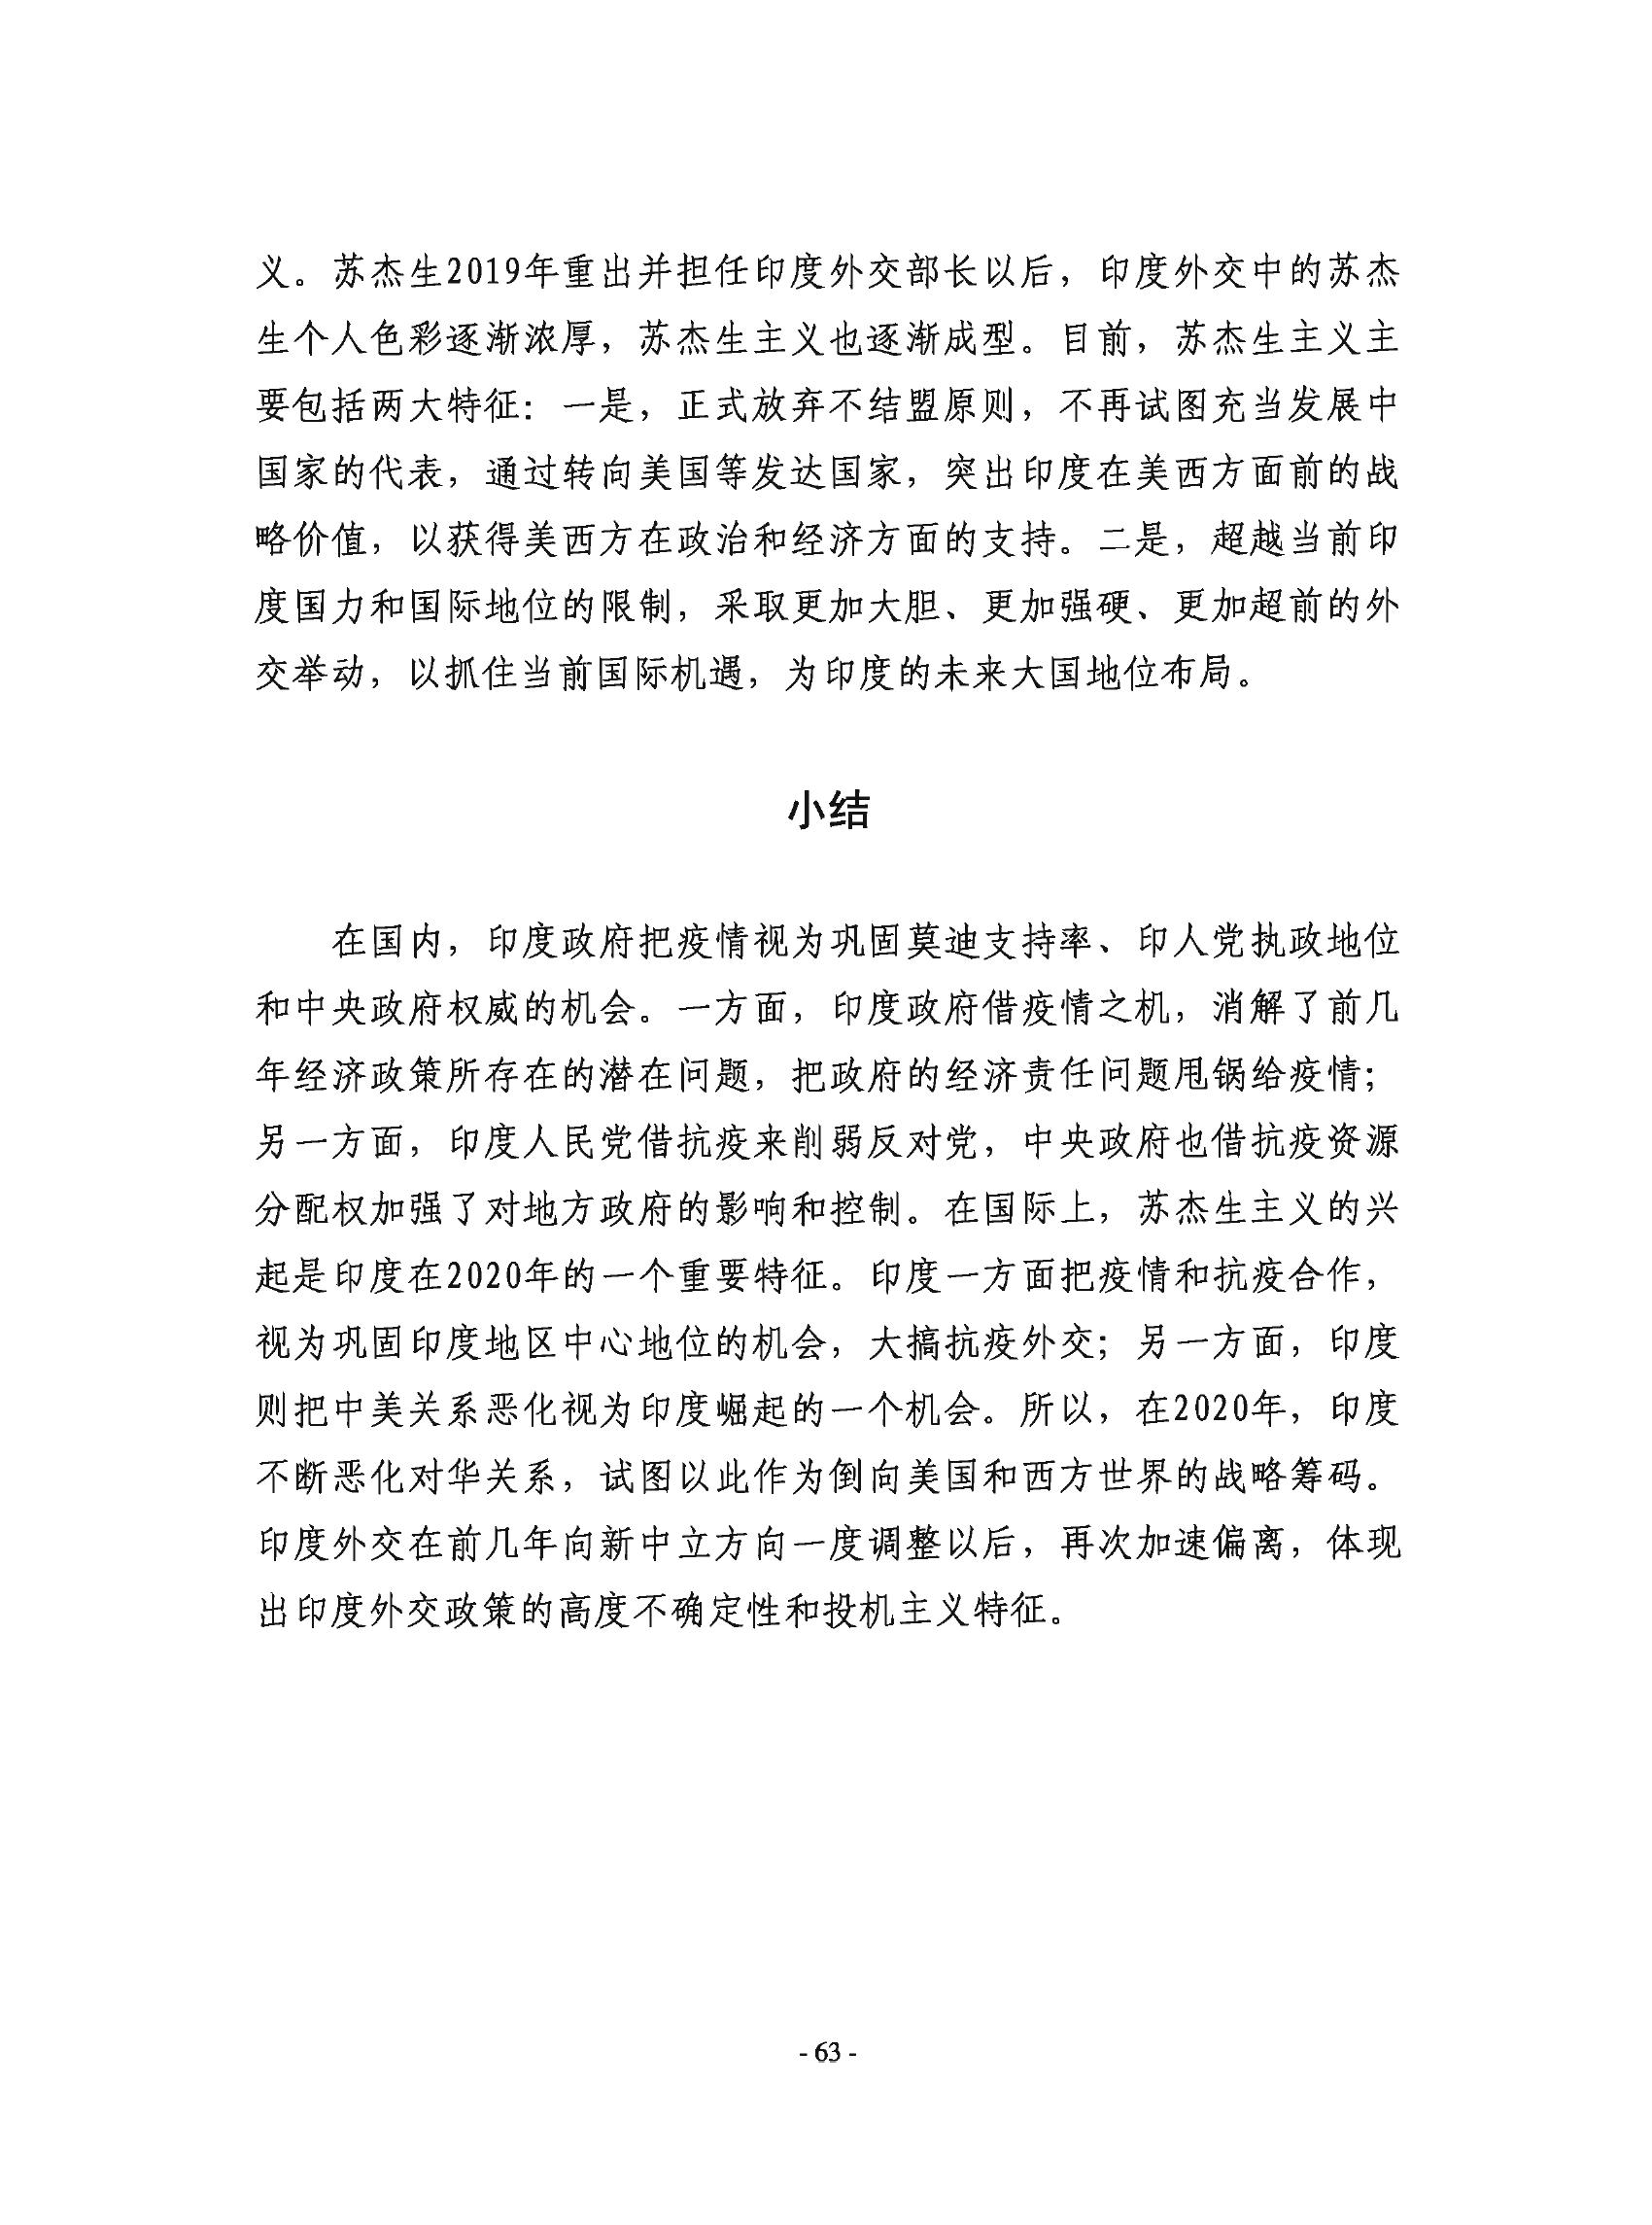 义。苏杰生2019年重出并担任印度外交部长以后，印度外交中的苏杰
生个人色彩逐渐浓厚，苏杰生主义也逐渐成型。目前，苏杰生主义主
要包括两大特征：一是，正式放弃不结盟原则，不再试图充当发展中
国家的代表，通过转向美国等发达国家，突出印度在美西方面前的战
略价值，以获得美西方在政治和经济方面的支持。二是，超越当前印
度国力和国际地位的限制，采取更加大胆、更加强硬、更加超前的外
交举动，以抓住当前国际机遇，为印度的未来大国地位布局。
小结
在国内，印度政府把疫情视为巩固莫迪支持率、印人党执政地位
和中央政府权威的机会。一方面，印度政府借疫情之机，消解了前几
年经济政策所存在的潜在问题，把政府的经济责任问题甩锅给疫情；
另一方面，印度人民党借抗疫来削弱反对党，中央政府也借抗疫资源
分配权加强了对地方政府的影响和控制。在国际上，苏杰生主义的兴
起是印度在2020年的一个重要特征。印度一方面把疫情和抗疫合作，
视为巩固印度地区中心地位的机会，大搞抗疫外交；另一方面，印度
则把中美关系恶化视为印度崛起的一个机会。所以，在2020年，印度
不断恶化对华关系，试图以此作为倒向美国和西方世界的战略筹码。
印度外交在前几年向新中立方向一度调整以后，再次加速偏离，体现
出印度外交政策的高度不确定性和投机主义特征。
- 63 -